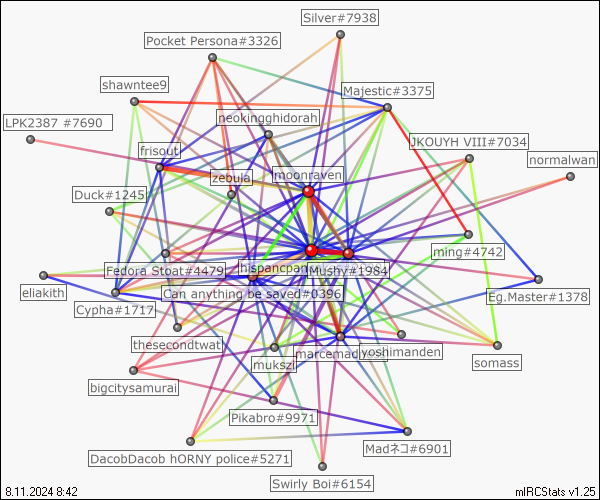 Silver#7938
Pocket Persona#3326
shawntee9
Majestic#3375
neokingghidorah
LPK2387 #7690
JKOUYH VIII#7034
frisout
normalwan
moonraven
zebula
Duck#1245
ming#4742
Fedora Stoat#4479
hispancpan
Mushy#1984
eliakith
Can anything be saved#0396
Eg.Master#1378
Cypha#1717
thesecondtwat
marcemad
yoshimanden
mukszi
somass
bigcitysamurai
Pikabro#9971
Madネコ#6901
DacobDacob hORNY police#5271
Swirly Boi#6154
8.11.2024 8:42
mIRCStats v1.25